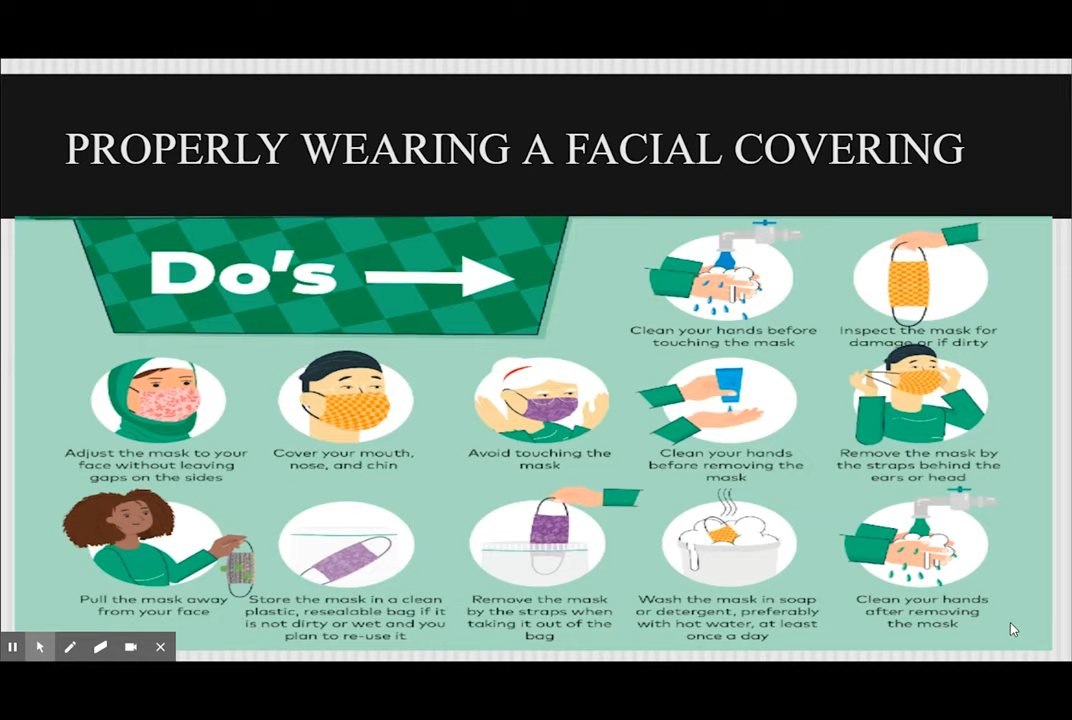 PROPERLY WEARING A FACIAL COVERING
Do's
Clean your hands before
touching the mask
Inspect the mask for
damage or if dirty
Adjust the mask to your
face without leaving
gaps on the sides
Cover your mouth,
nose, and chin
Avoid touching the
mask
Clean your hands
before removing the
mask
Remove the mask by
the straps behind the
ears or head
Pull the mask away
from your face
Store the mask in a clean
plastic, resealable bag if it
is not dirty or wet and you
plan to re-use it
Remove the mask
by the straps when
taking it out of the
bag
Wash the mask in soap
or detergent, preferably
with hot water, at least
once a day
Clean your hands
after removing
the mask